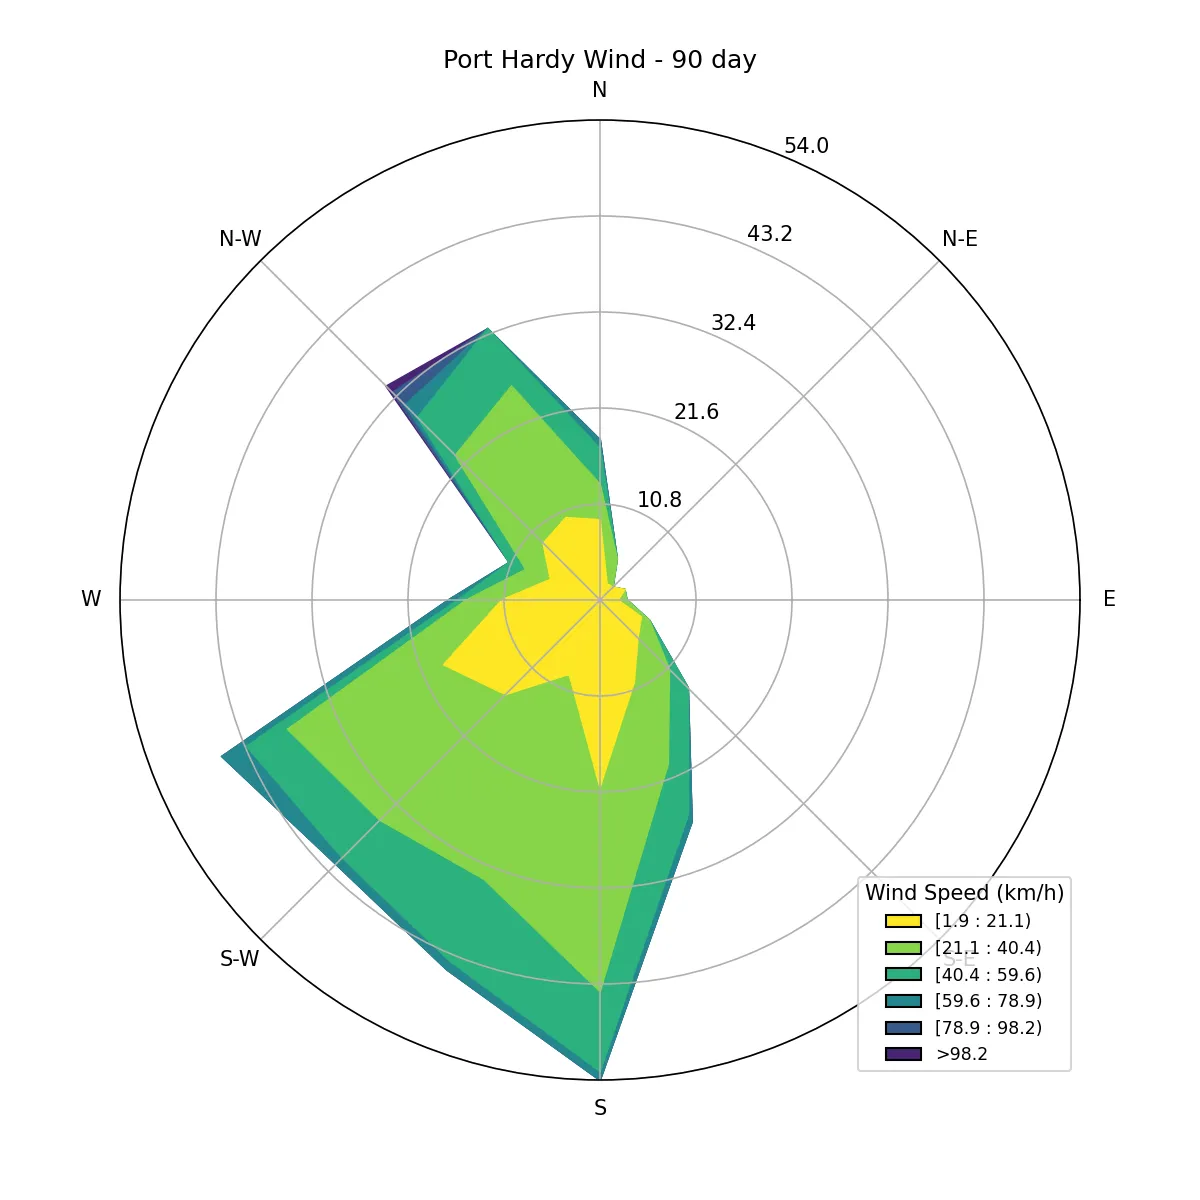 Port Hardy Wind - 90 day
N
54.0
N-W
43.2
N-E
32.4
21.6
10.8
W
E
S-W
S-E
S
Wind Speed (km/h)
[1.9 : 21.1)
[21.1 : 40.4)
[40.4 : 59.6)
[59.6 : 78.9)
[78.9 : 98.2)
>98.2